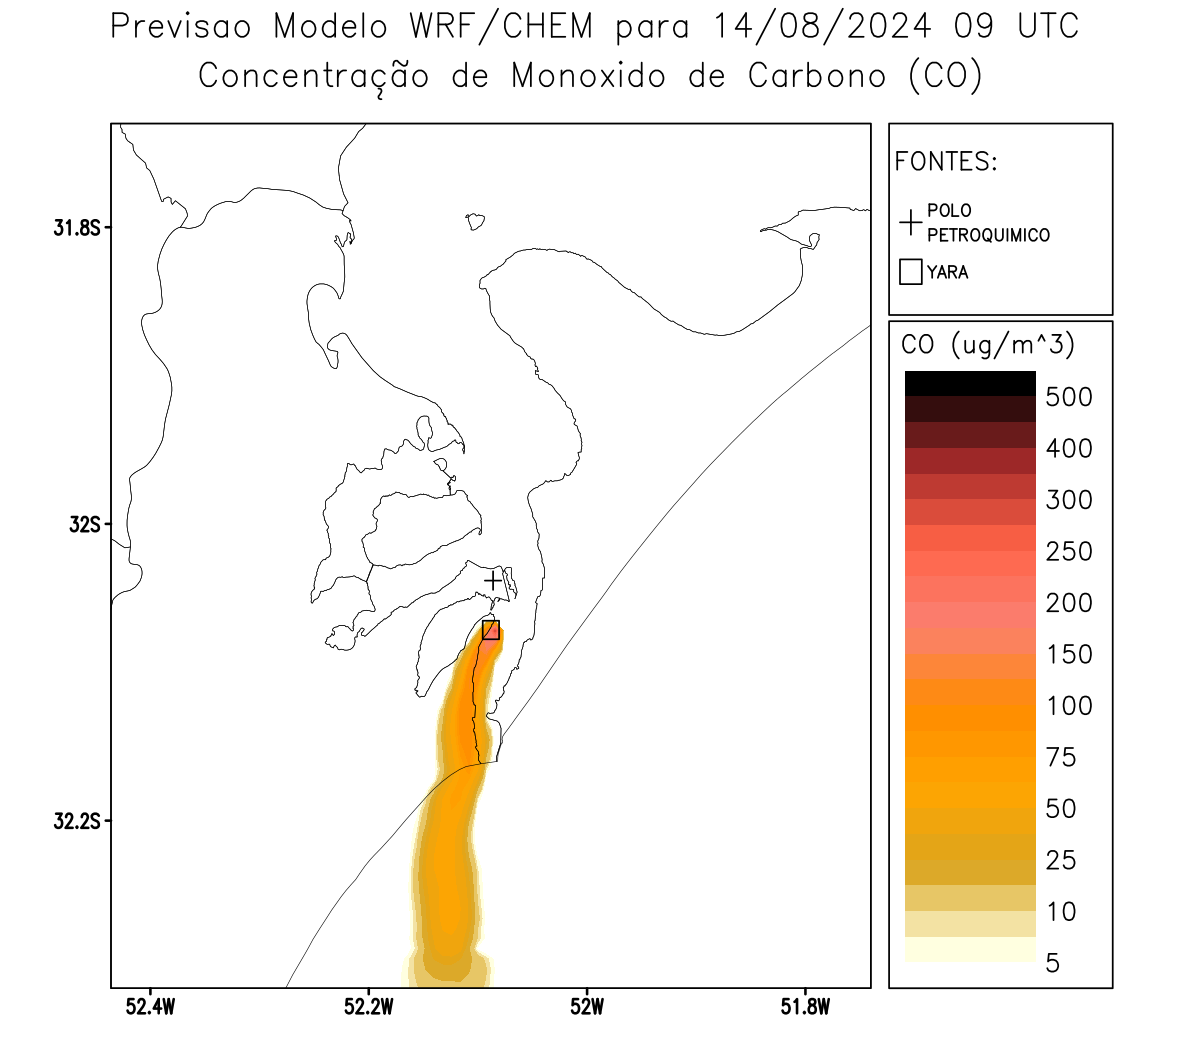 Previsao Modelo WRF/CHEM para 14/08/2024 09 UTC
Concentração de Monoxido de Carbono (CO)
FONTES:
POLO
PETROQUIMICO
YARA
CO (ug/m^3)
500
400
300
250
200
150
100
75
50
25
10
5
31.8S
32S
32.2S
52.4W
52.2W
52W
51.8W